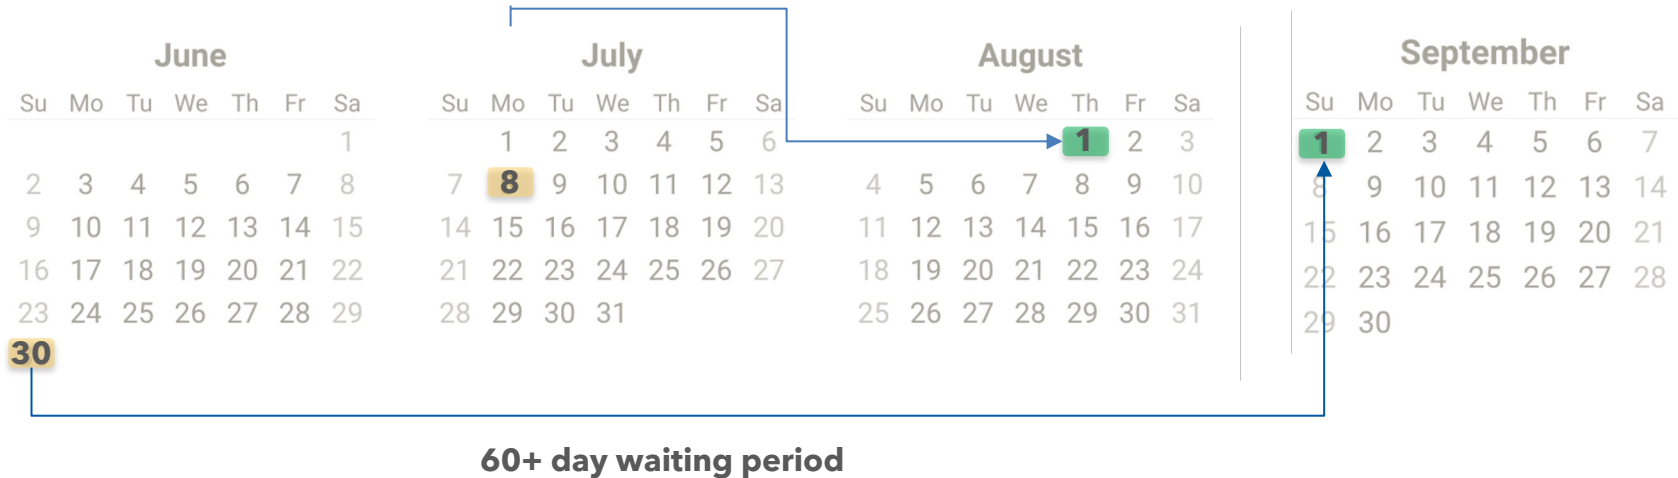 June
Su Mo Tu We Th Fr Sa
1
2 3 4 5 6 7 8
9 10 11 12 13 14 15
16 17 18 19 20 21 22
23 24 25 26 27 28 29
30
July
Su Mo Tu We Th Fr Sa
1 2 3 4 5 6
7 8 9 10 11 12 13
14 15 16 17 18 19 20
21 22 23 24 25 26 27
28 29 30 31
August
Su Mo Tu We Th Fr Sa
1 2 3
4 5 6 7 8 9 10
11 12 13 14 15 16 17
18 19 20 21 22 23 24
25 26 27 28 29 30 31
September
Su Mo Tu We Th Fr Sa
1 2 3 4 5 6 7
8 9 10 11 12 13 14
15 16 17 18 19 20 21
22 23 24 25 26 27 28
29 30
60+ day waiting period